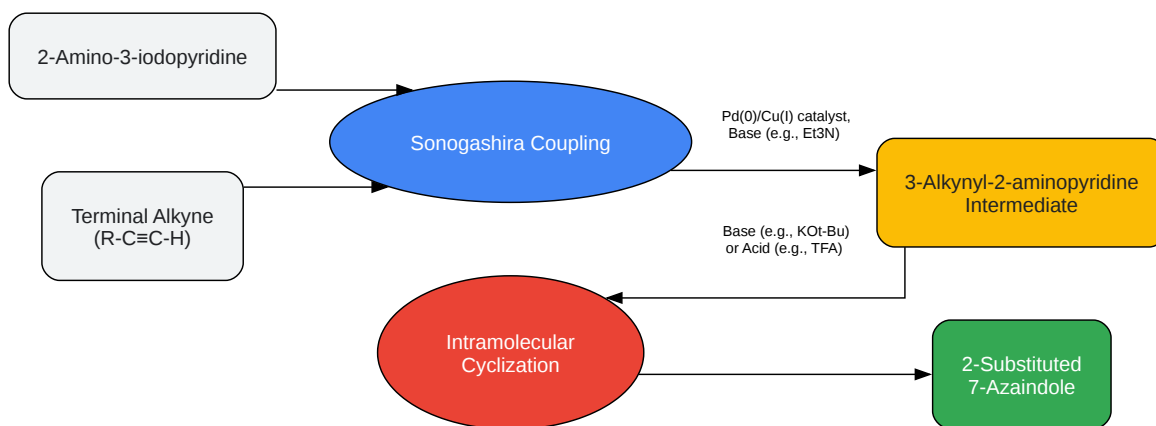 2-Amino-3-iodopyridine
Sonogashira Coupling
Pd(0)/Cu(I) catalyst,
Base (e.g., Et3N)
3-Alkynyl-2-aminopyridine
Intermediate
Terminal Alkyne
(R-C≡C-H)
Base (e.g., KOt-Bu)
or Acid (e.g., TFA)
Intramolecular
Cyclization
2-Substituted
7-Azaindole